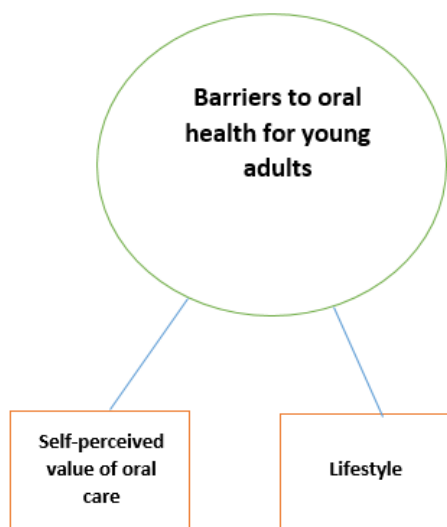 Barriers to oral
health for young
adults
Self-perceived
value of oral
care
Lifestyle